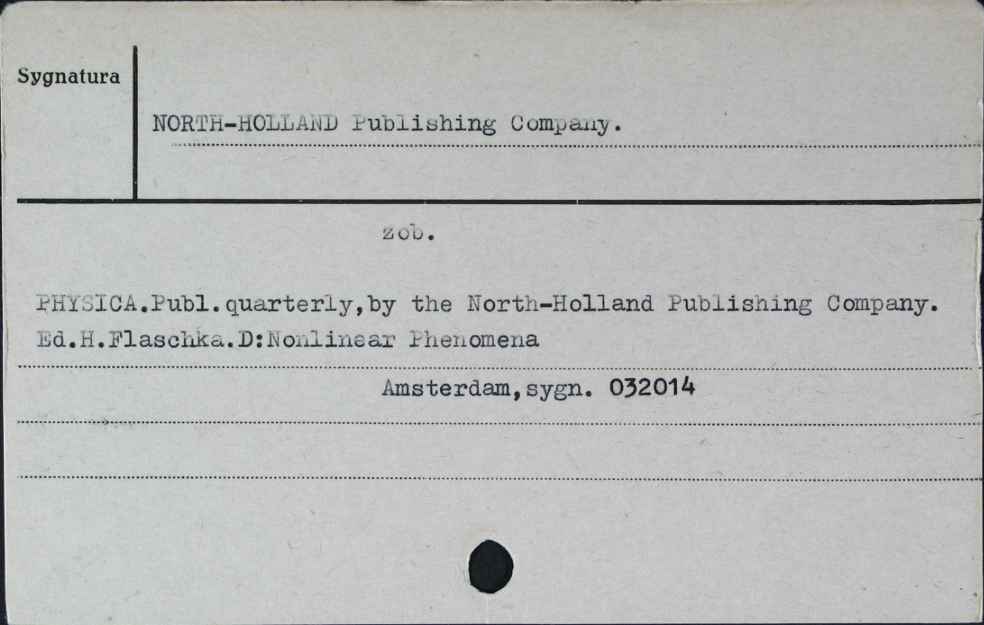 Sygnatura
NORTH-HOLLAND Publishing Company.
zob.
PHYSICA.Publ.quarterly,by the North-Holland Publishing Company.
Ed.H.Flaschka.D:Nonlinear Phenomena
Amsterdam,sygn. 032014